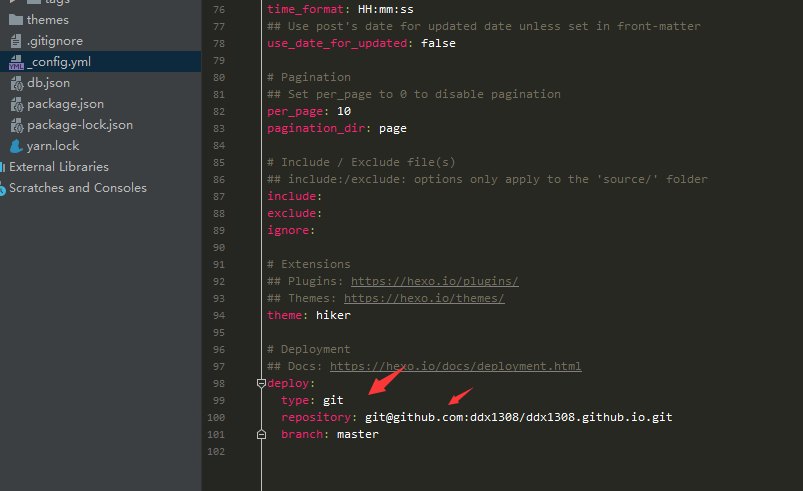 tags
themes
.gitignore
_config.yml
db.json
package.json
package-lock.json
yarn.lock
External Libraries
Scratches and Consoles
76 time_format: HH:mm:ss
77 ## Use post's date for updated date unless set in front-matter
78 use_date_for_updated: false
79
80 # Pagination
81 ## Set per_page to 0 to disable pagination
82 per_page: 10
83 pagination_dir: page
84
85 # Include / Exclude file(s)
86 ## include:/exclude: options only apply to the 'source/' folder
87 include:
88 exclude:
89 ignore:
90
91 # Extensions
92 ## Plugins: https://hexo.io/plugins/
93 ## Themes: https://hexo.io/themes/
94 theme: hiker
95
96 # Deployment
97 ## Docs: https://hexo.io/docs/deployment.html
98 deploy:
99 type: git
100 repository: git@github.com:ddx1308/ddx1308.github.io.git
101 branch: master
102